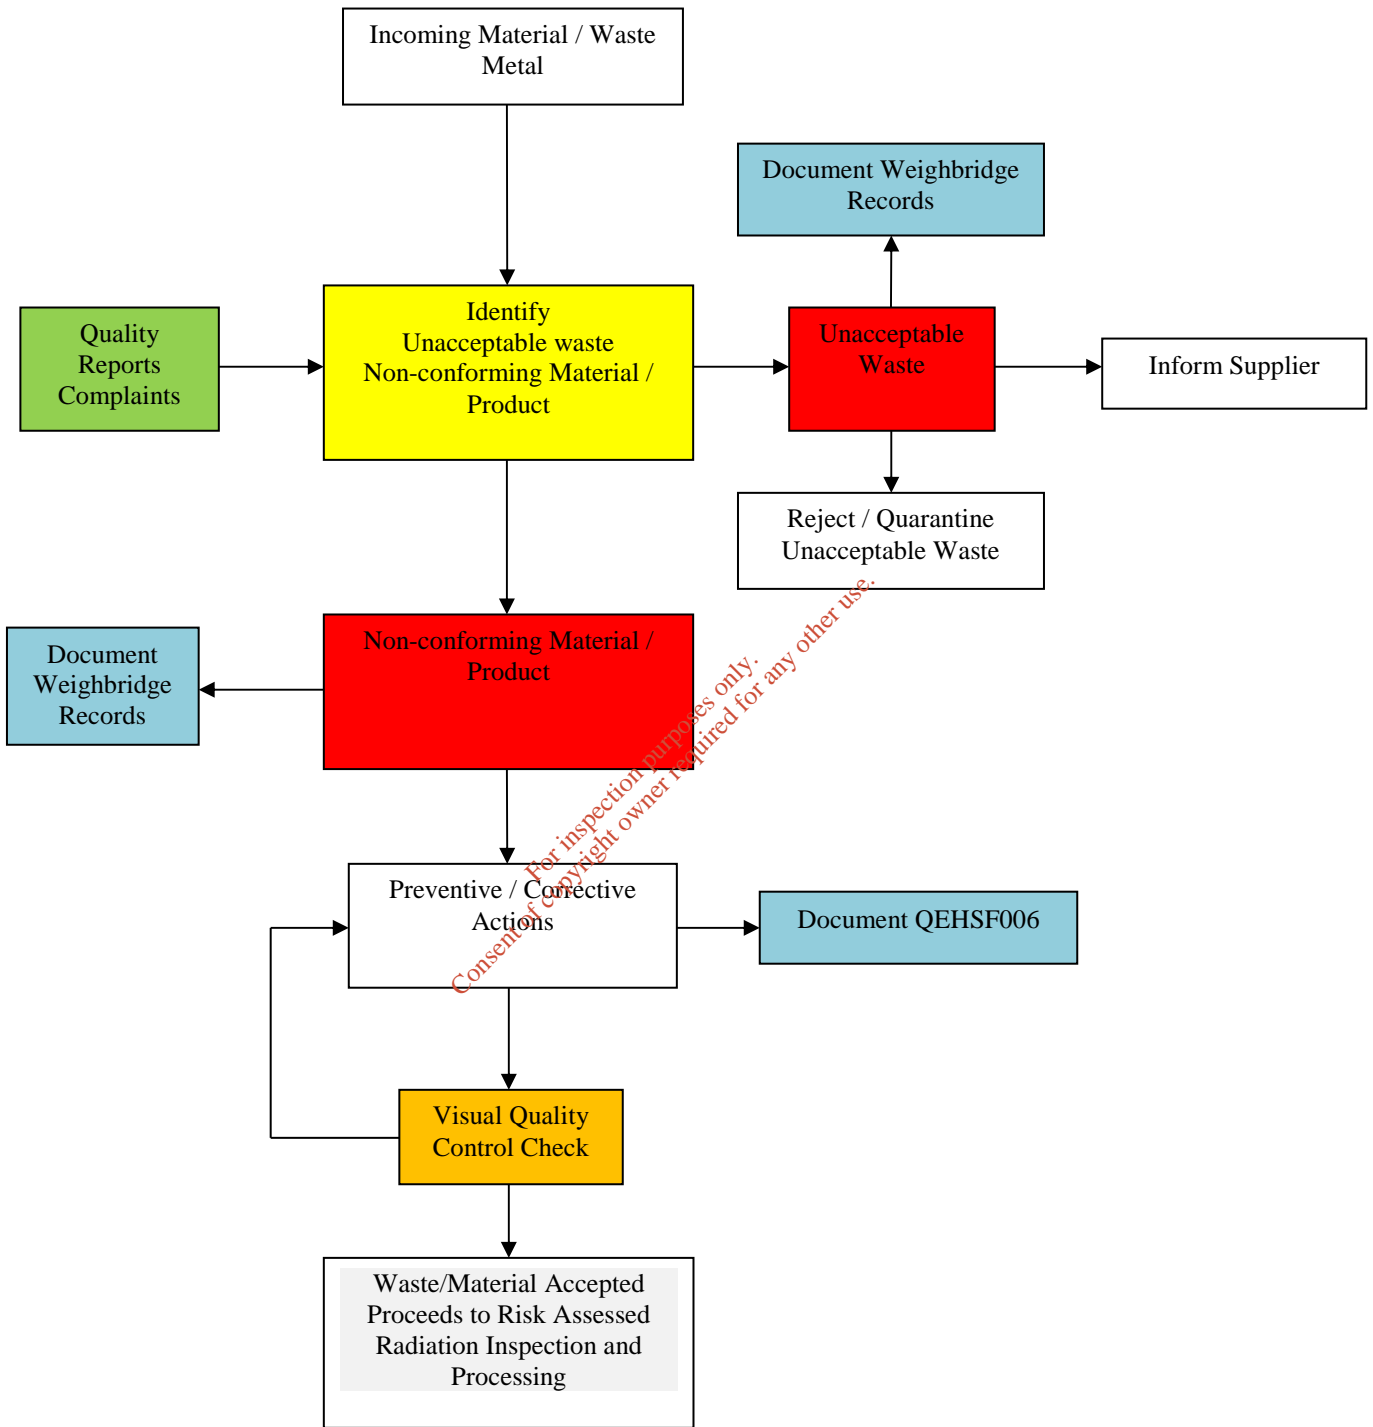 Incoming Material / Waste
Metal
Document Weighbridge
Records
Quality
Reports
Complaints
Identify
Unacceptable waste
Non-conforming Material /
Product
Unacceptable
Waste
Inform Supplier
Reject / Quarantine
Unacceptable Waste
Document
Weighbridge
Records
Non-conforming Material /
Product
For inspection purposes only.
Consent of copyright owner required for any other use.
Preventive / Corrective
Actions
Document QEHSF006
Visual Quality
Control Check
Waste/Material Accepted
Proceeds to Risk Assessed
Radiation Inspection and
Processing